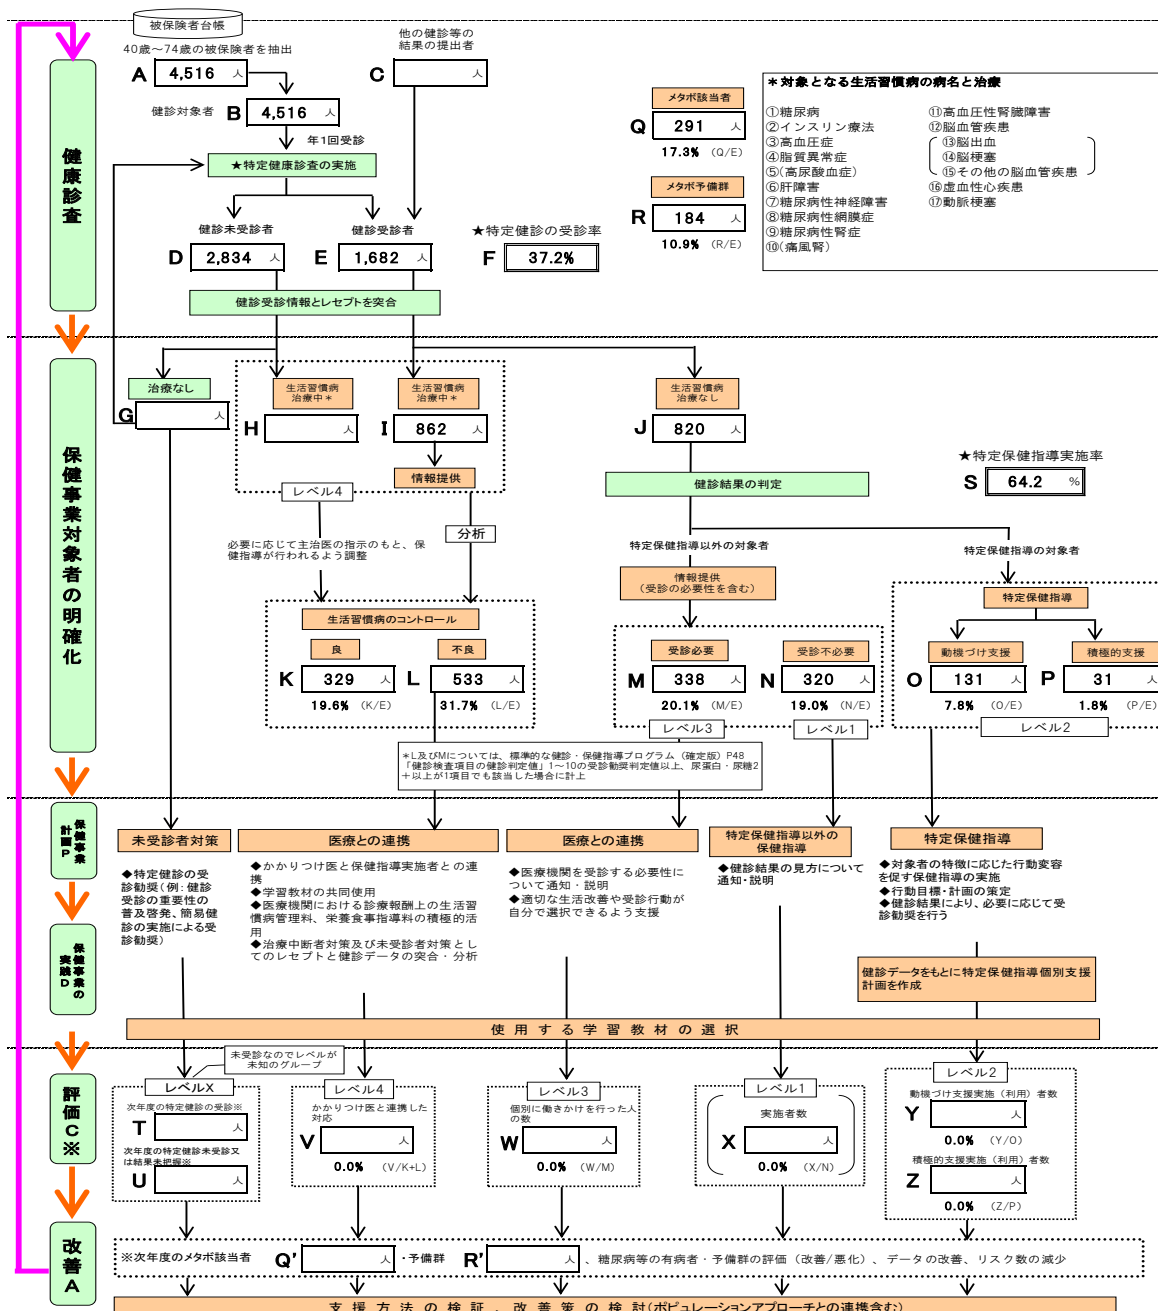 被保険者台帳
40歳～74歳の被保険者を抽出
A 4,516 人
他の健診等の
結果の提出者
C 人
健診対象者 B 4,516 人
年1回受診
★特定健康診査の実施
健診未受診者
D 2,834 人
健診受診者
E 1,682 人
★特定健診の受診率
F 37.2%
メタボ該当者
Q 291 人
17.3% (Q/E)
メタボ予備群
R 184 人
10.9% (R/E)
＊対象となる生活習慣病の病名と治療
①糖尿病
②インスリン療法
③高血圧症
④脂質異常症
⑤(高尿酸血症)
⑥肝障害
⑦糖尿病性神経障害
⑧糖尿病性網膜症
⑨糖尿病性腎症
⑩(痛風腎)
⑪高血圧性腎臓障害
⑫脳血管疾患
⑬脳出血
⑭脳梗塞
⑮その他の脳血管疾患
⑯虚血性心疾患
⑰動脈梗塞
健康診査
健診受診情報とレセプトを突合
保健事業対象者の明確化
治療なし
G 人
生活習慣病
治療中＊
H 人
生活習慣病
治療中＊
I 862 人
情報提供
レベル4
生活習慣病
治療なし
J 820 人
健診結果の判定
★特定保健指導実施率
S 64.2 %
必要に応じて主治医の指示のもと、保
健指導が行われるよう調整
分析
特定保健指導以外の対象者
特定保健指導の対象者
情報提供
(受診の必要性を含む)
生活習慣病のコントロール
良
K 329 人
19.6% (K/E)
不良
L 533 人
31.7% (L/E)
受診必要
M 338 人
20.1% (M/E)
レベル3
受診不必要
N 320 人
19.0% (N/E)
レベル1
特定保健指導
動機づけ支援
O 131 人
7.8% (O/E)
積極的支援
P 31 人
1.8% (P/E)
レベル2
＊L及びMについては、標準的な健診・保健指導プログラム（確定版）P48
「健診検査項目の健診判定値」1～10の受診勧奨判定値以上、尿蛋白・尿糖2
＋以上が1項目でも該当した場合に計上
保健事業
計画P
未受診者対策
◆特定健診の受
診勧奨(例：健診
受診の重要性の
普及啓発、簡易健
診の実施による受
診勧奨)
医療との連携
◆かかりつけ医と保健指導実施者との連
携
◆学習教材の共同使用
◆医療機関における診療報酬上の生活習
慣病管理料、栄養食事指導料の積極的活
用
◆治療中断者対策及び未受診者対策とし
てのレセプトと健診データの突合・分析
医療との連携
◆医療機関を受診する必要性に
ついて通知・説明
◆適切な生活改善や受診行動が
自分で選択できるよう支援
特定保健指導以外の
保健指導
◆健診結果の見方について
通知・説明
特定保健指導
◆対象者の特徴に応じた行動変容
を促す保健指導の実施
◆行動目標・計画の策定
◆健診結果により、必要に応じて受
診勧奨を行う
保健事業の
実践D
健診データをもとに特定保健指導個別支援
計画を作成
使用する学習教材の選択
評価C※
未受診なのでレベルが
未知のグループ
レベルX
次年度の特定健診の受診※
T 人
次年度の特定健診未受診又
は結果未把握※
U 人
レベル4
かかりつけ医と連携した
対応
V 人
0.0% (V/K+L)
レベル3
個別に働きかけを行った人
の数
W 人
0.0% (W/M)
レベル1
実施者数
X 人
0.0% (X/N)
レベル2
動機づけ支援実施（利用）者数
Y 人
0.0% (Y/O)
積極的支援実施（利用）者数
Z 人
0.0% (Z/P)
改善A
※次年度のメタボ該当者 Q' 人 ・予備群 R' 人 、糖尿病等の有病者・予備群の評価（改善/悪化）、データの改善、リスク数の減少
支援方法の検証、改善策の検討(ポピュレーションアプローチとの連携含む)